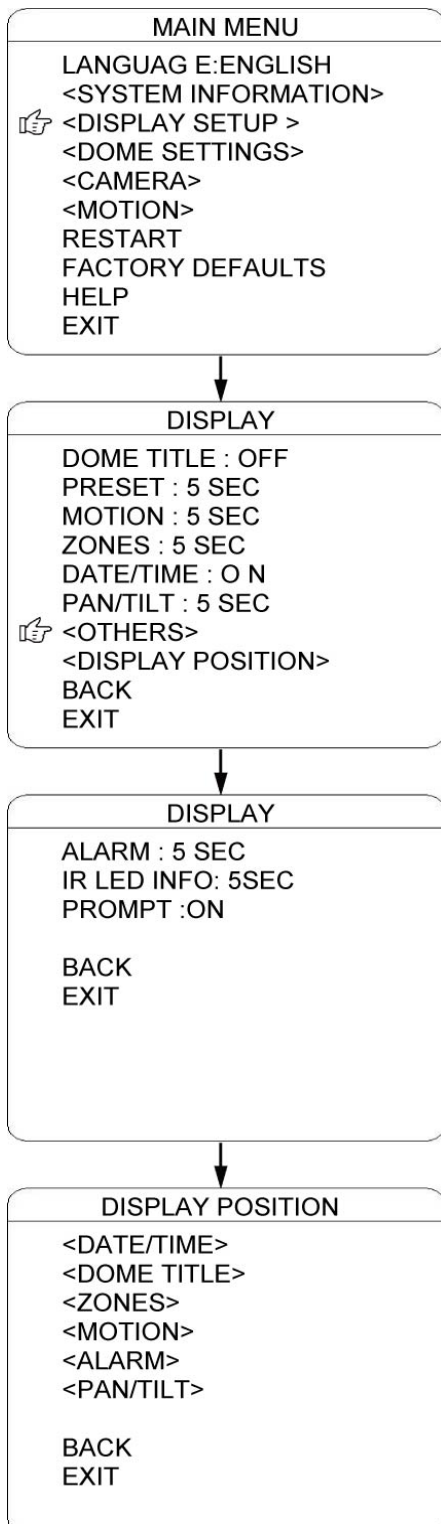 MAIN MENU
LANGUAG E:ENGLISH
<SYSTEM INFORMATION>
<DISPLAY SETUP >
<DOME SETTINGS>
<CAMERA>
<MOTION>
RESTART
FACTORY DEFAULTS
HELP
EXIT
DISPLAY
DOME TITLE : OFF
PRESET : 5 SEC
MOTION : 5 SEC
ZONES : 5 SEC
DATE/TIME : O N
PAN/TILT : 5 SEC
<OTHERS>
<DISPLAY POSITION>
BACK
EXIT
DISPLAY
ALARM : 5 SEC
IR LED INFO: 5SEC
PROMPT :ON
BACK
EXIT
DISPLAY POSITION
<DATE/TIME>
<DOME TITLE>
<ZONES>
<MOTION>
<ALARM>
<PAN/TILT>
BACK
EXIT